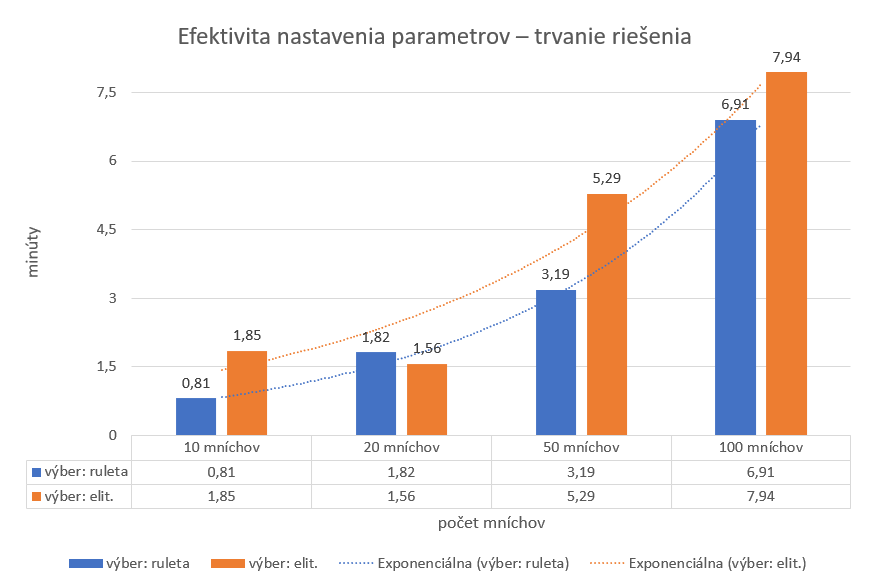 Efektivita nastavenia parametrov – trvanie riešenia
7,94
7,5
6,91
6
5,29
4,5
minúty
3,19
3
1,85
1,82
1,56
1,5
0,81
0
10 mníchov 20 mníchov 50 mníchov 100 mníchov
výber: ruleta 0,81 1,82 3,19 6,91
výber: elit. 1,85 1,56 5,29 7,94
počet mníchov
výber: ruleta výber: elit. Exponenciálna (výber: ruleta) Exponenciálna (výber: elit.)